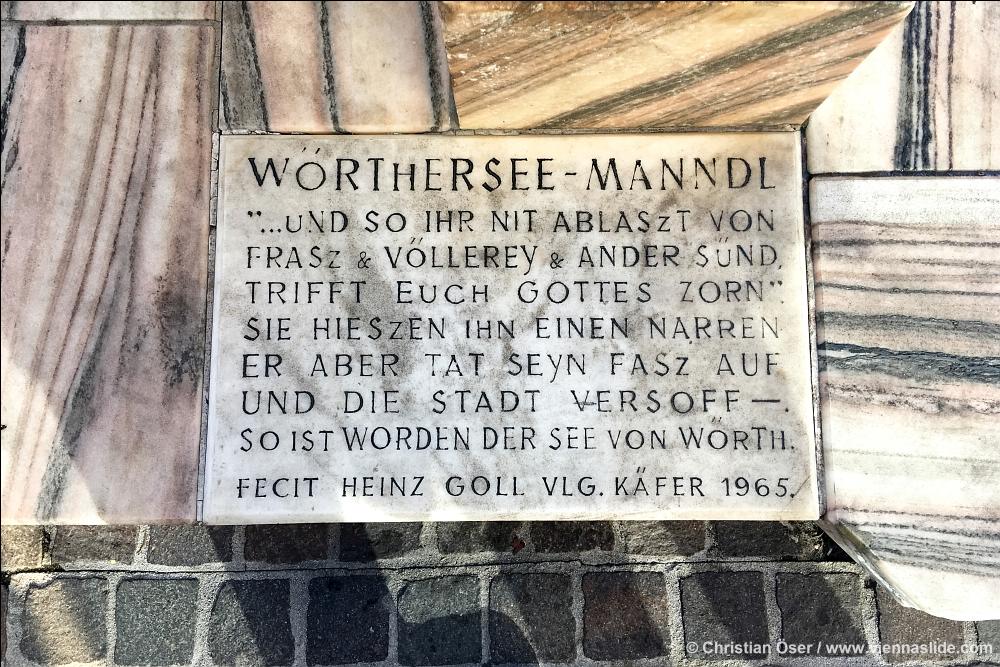 WÖRTHERSEE-MANNDL
"...UND SO IHR NIT ABLASZT VON
FRASZ & VÖLLEREY & ANDER SÜND,
TRIFFT EUCH GOTTES ZORN".
SIE HIESZEN IHN EINEN NARREN
ER ABER TAT SEYN FASZ AUF
UND DIE STADT VERSOFF —.
SO IST WORDEN DER SEE VON WÖRTH.
FECIT HEINZ GOLL VLG. KÄFER 1965.
© Christian Öser / www.viennaslide.com